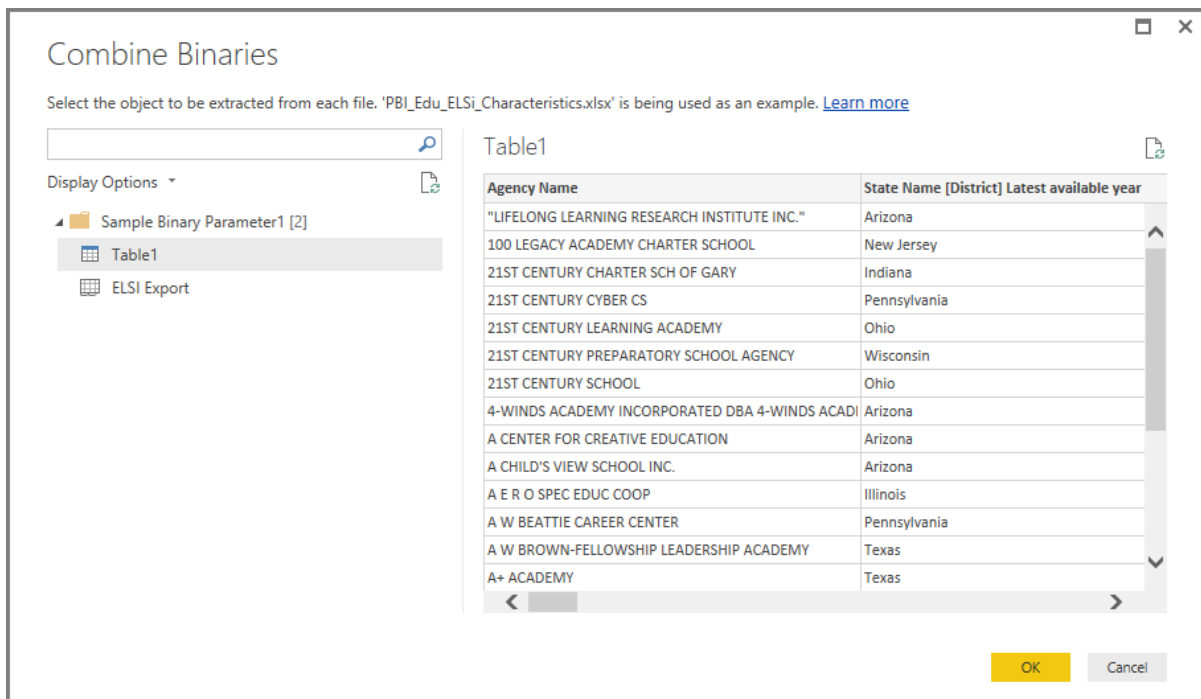 Combine Binaries
Select the object to be extracted from each file. 'PBI_Edu_ELSi_Characteristics.xlsx' is being used as an example. Learn more
Display Options
Sample Binary Parameter1 [2]
Table1
ELSI Export
Table1
Agency Name State Name [District] Latest available year
"LIFELONG LEARNING RESEARCH INSTITUTE INC." Arizona
100 LEGACY ACADEMY CHARTER SCHOOL New Jersey
21ST CENTURY CHARTER SCH OF GARY Indiana
21ST CENTURY CYBER CS Pennsylvania
21ST CENTURY LEARNING ACADEMY Ohio
21ST CENTURY PREPARATORY SCHOOL AGENCY Wisconsin
21ST CENTURY SCHOOL Ohio
4-WINDS ACADEMY INCORPORATED DBA 4-WINDS ACADI Arizona
A CENTER FOR CREATIVE EDUCATION Arizona
A CHILD'S VIEW SCHOOL INC. Arizona
A E R O SPEC EDUC COOP Illinois
A W BEATTIE CAREER CENTER Pennsylvania
A W BROWN-FELLOWSHIP LEADERSHIP ACADEMY Texas
A+ ACADEMY Texas
OK Cancel